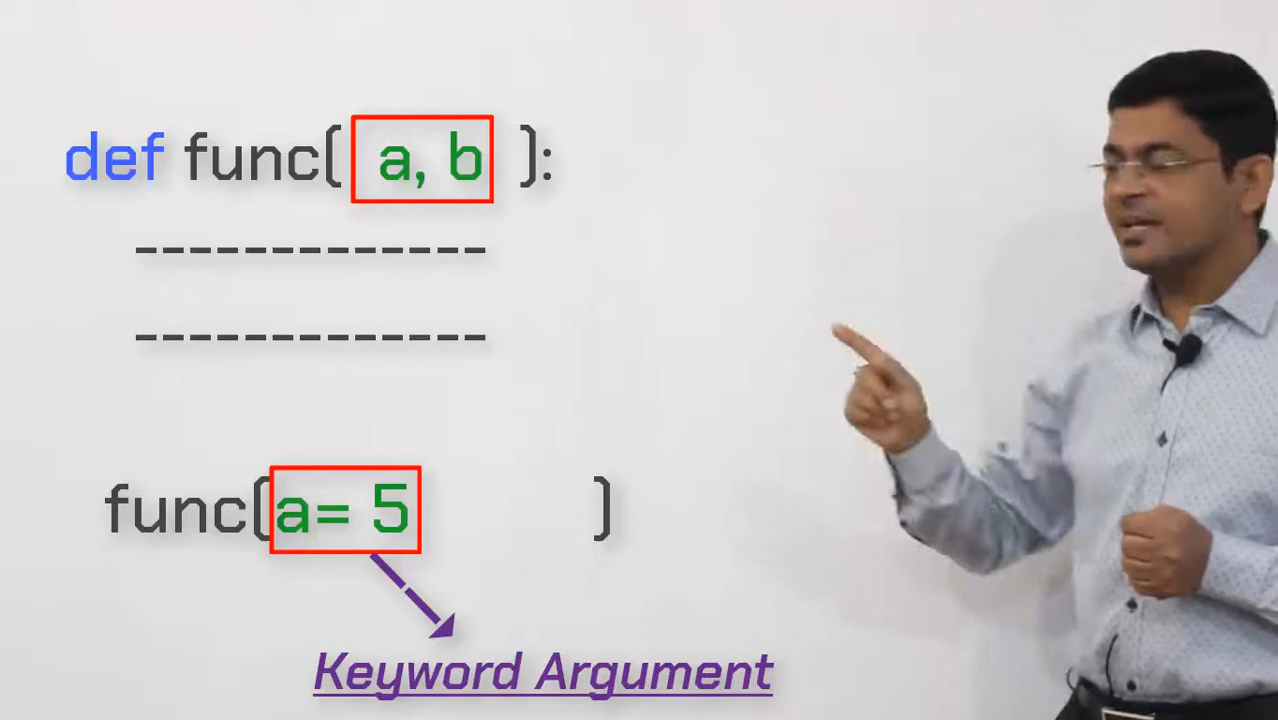 def func( a, b ):
-------------
-------------
func(a= 5 )
Keyword Argument